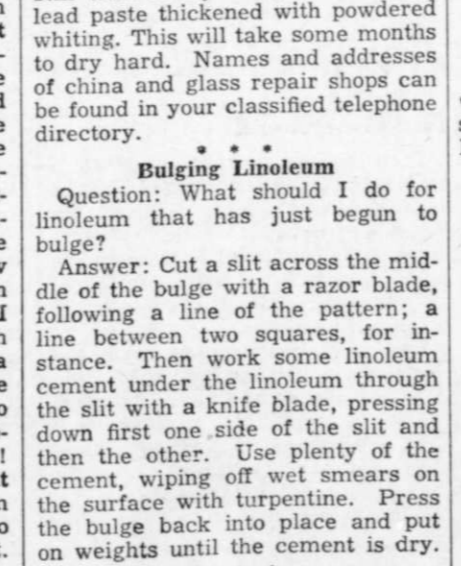 lead paste thickened with powdered
whiting. This will take some months
to dry hard. Names and addresses
of china and glass repair shops can
be found in your classified telephone
directory.
* * *
Bulging Linoleum
Question: What should I do for
linoleum that has just begun to
bulge?
Answer: Cut a slit across the mid-
dle of the bulge with a razor blade,
following a line of the pattern; a
line between two squares, for in-
stance. Then work some linoleum
cement under the linoleum through
the slit with a knife blade, pressing
down first one side of the slit and
then the other. Use plenty of the
cement, wiping off wet smears on
the surface with turpentine. Press
the bulge back into place and put
on weights until the cement is dry.